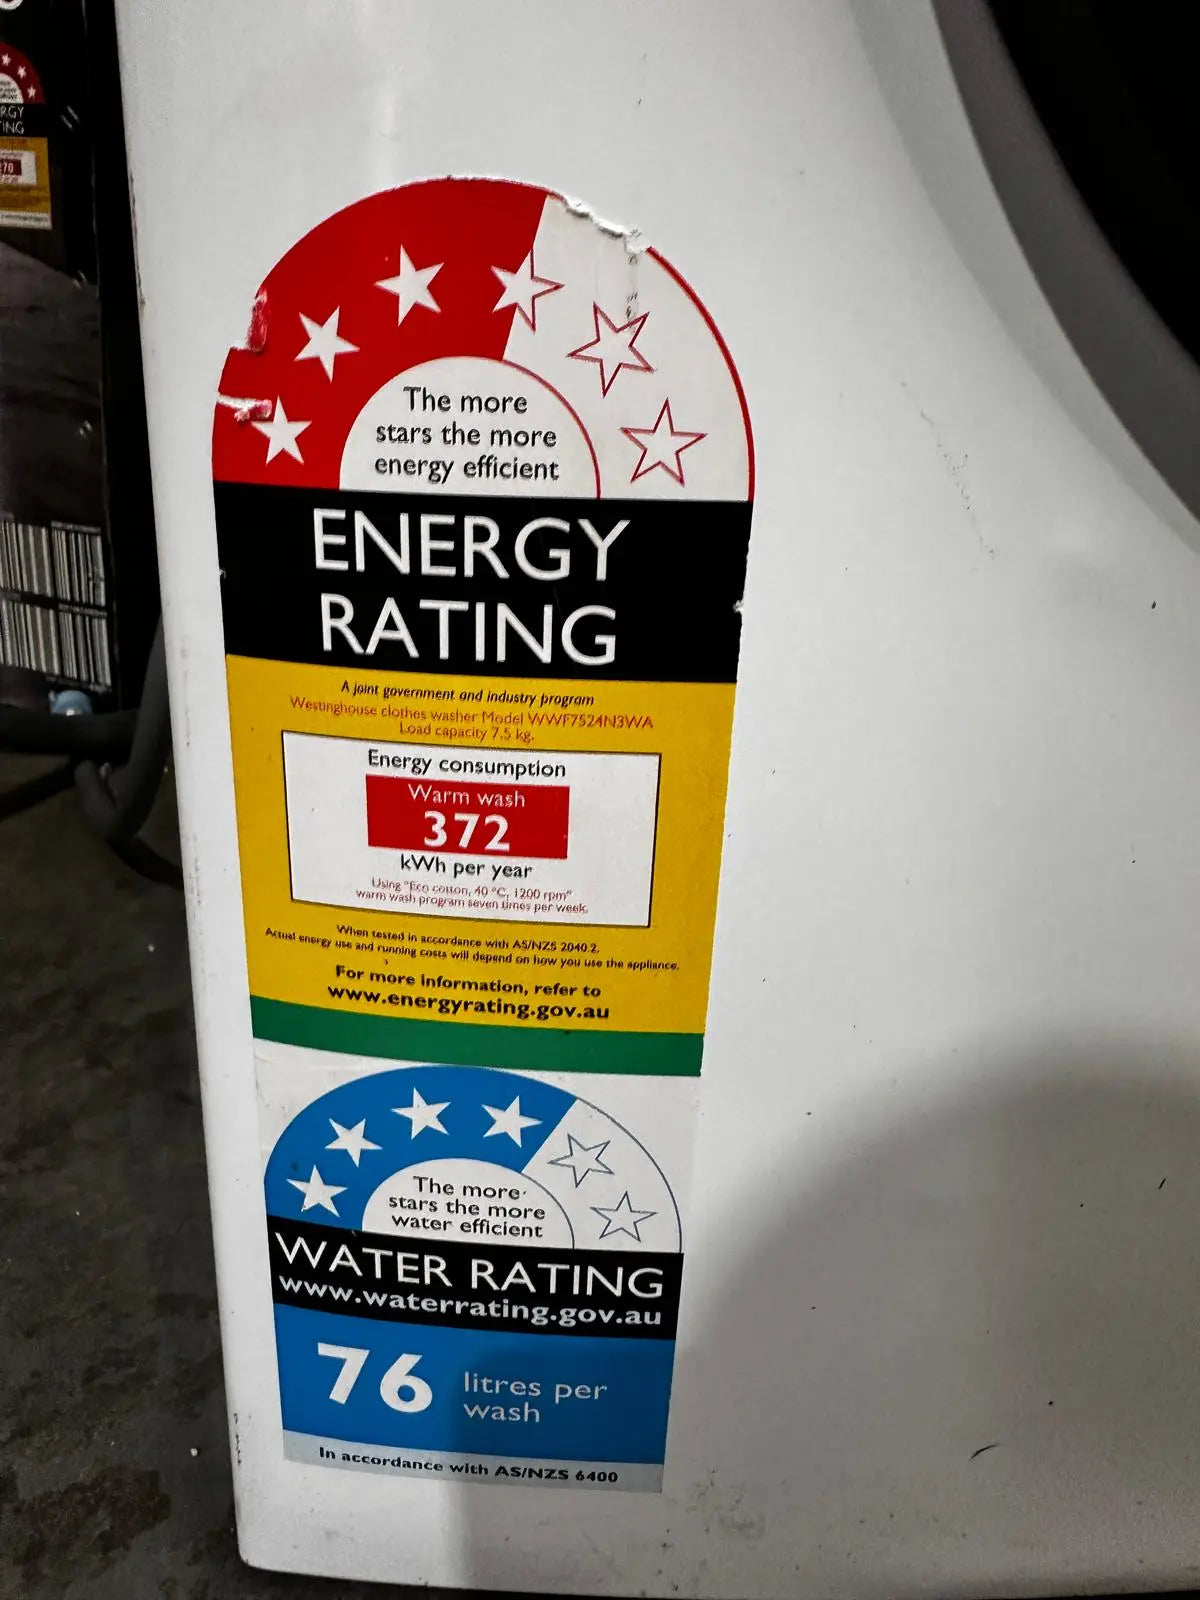 The more
stars the more
energy efficient
ENERGY
RATING
A joint government and industry program
Westinghouse clothes washer Model WWF7524N3WA
Load capacity 7.5 kg.
Energy consumption
Warm wash
372
kWh per year
Using "Eco cotton, 40 °C, 1200 rpm"
warm wash program seven times per week.
When tested in accordance with AS/NZS 2040.2.
Actual energy use and running costs will depend on how you use the appliance.
For more information, refer to
www.energyrating.gov.au
The more
stars the more
water efficient
WATER RATING
www.waterrating.gov.au
76 litres per
wash
In accordance with AS/NZS 6400